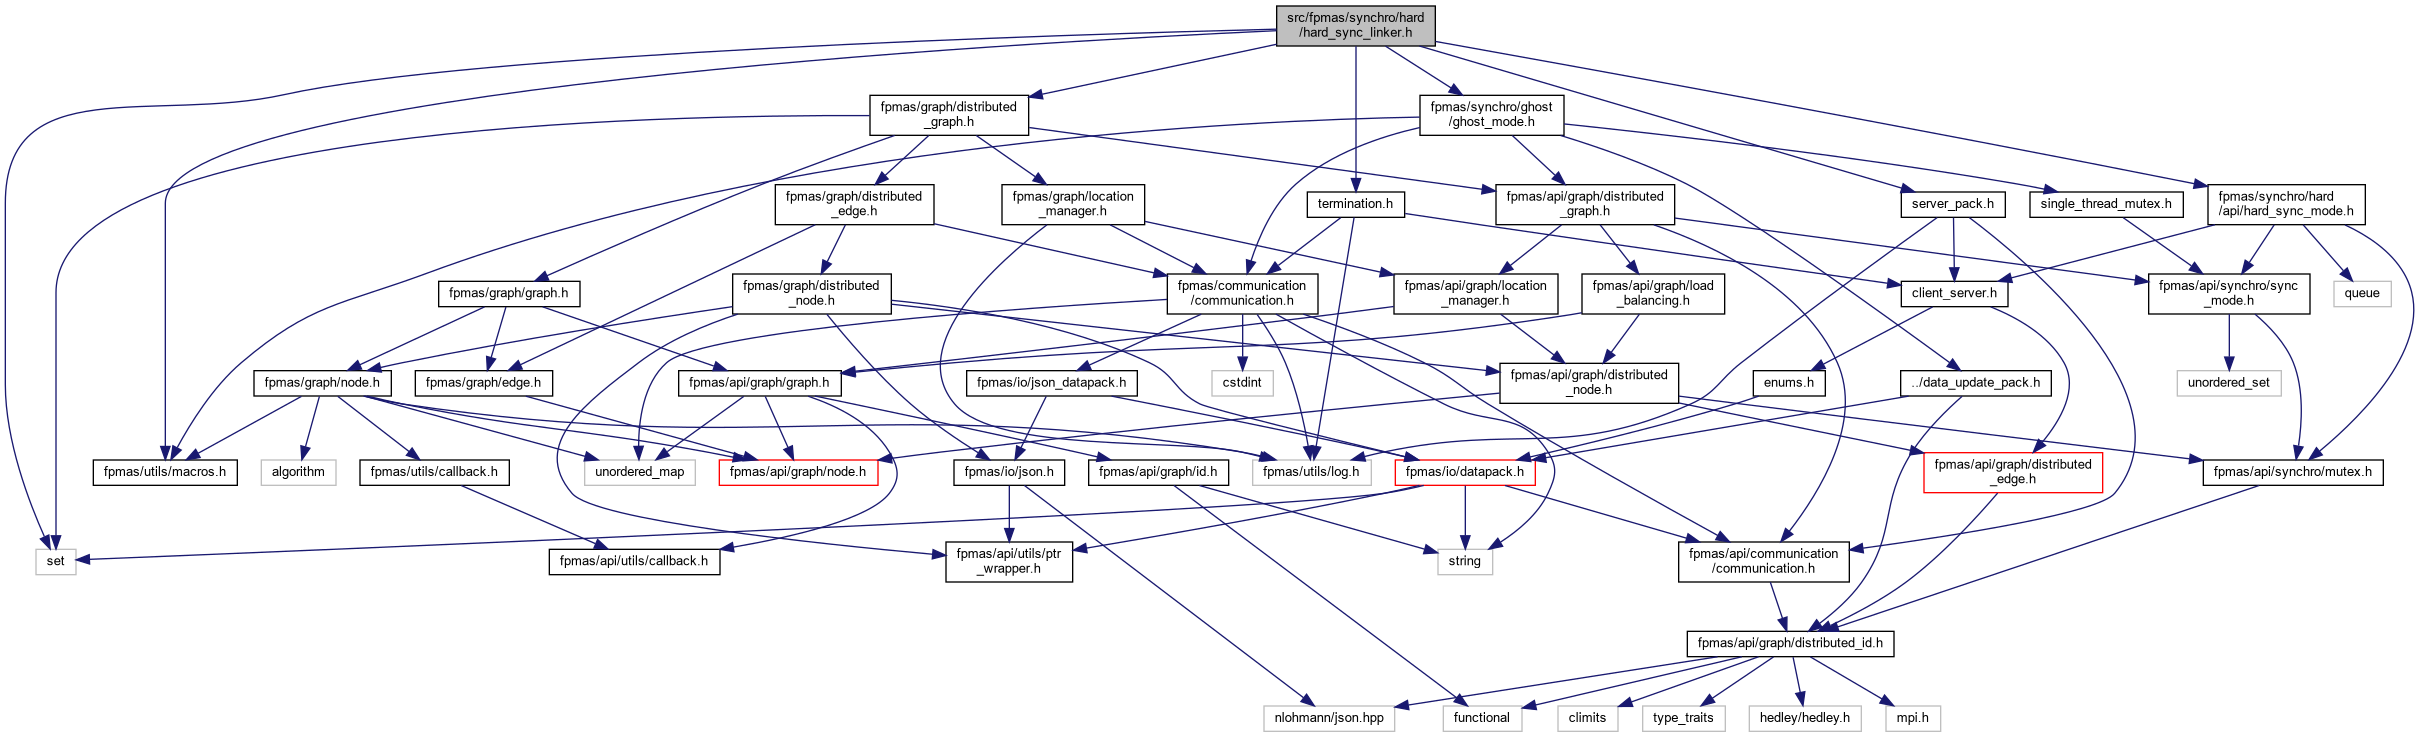 src/fpmas/synchro/hard
/hard_sync_linker.h
fpmas/graph/distributed
_graph.h
fpmas/synchro/ghost
/ghost_mode.h
fpmas/graph/distributed
_edge.h
fpmas/graph/location
_manager.h
termination.h
fpmas/api/graph/distributed
_graph.h
server_pack.h
single_thread_mutex.h
fpmas/synchro/hard
/api/hard_sync_mode.h
fpmas/graph/graph.h
fpmas/graph/distributed
_node.h
fpmas/communication
/communication.h
fpmas/api/graph/location
_manager.h
fpmas/api/graph/load
_balancing.h
client_server.h
fpmas/api/synchro/sync
_mode.h
queue
fpmas/graph/node.h
fpmas/graph/edge.h
fpmas/api/graph/graph.h
fpmas/io/json_datapack.h
cstdint
fpmas/api/graph/distributed
_node.h
enums.h
../data_update_pack.h
unordered_set
fpmas/utils/macros.h
algorithm
fpmas/utils/callback.h
unordered_map
fpmas/api/graph/node.h
fpmas/io/json.h
fpmas/api/graph/id.h
fpmas/utils/log.h
fpmas/io/datapack.h
fpmas/api/graph/distributed
_edge.h
fpmas/api/synchro/mutex.h
set
fpmas/api/utils/callback.h
fpmas/api/utils/ptr
_wrapper.h
string
fpmas/api/communication
/communication.h
fpmas/api/graph/distributed_id.h
nlohmann/json.hpp
functional
climits
type_traits
hedley/hedley.h
mpi.h